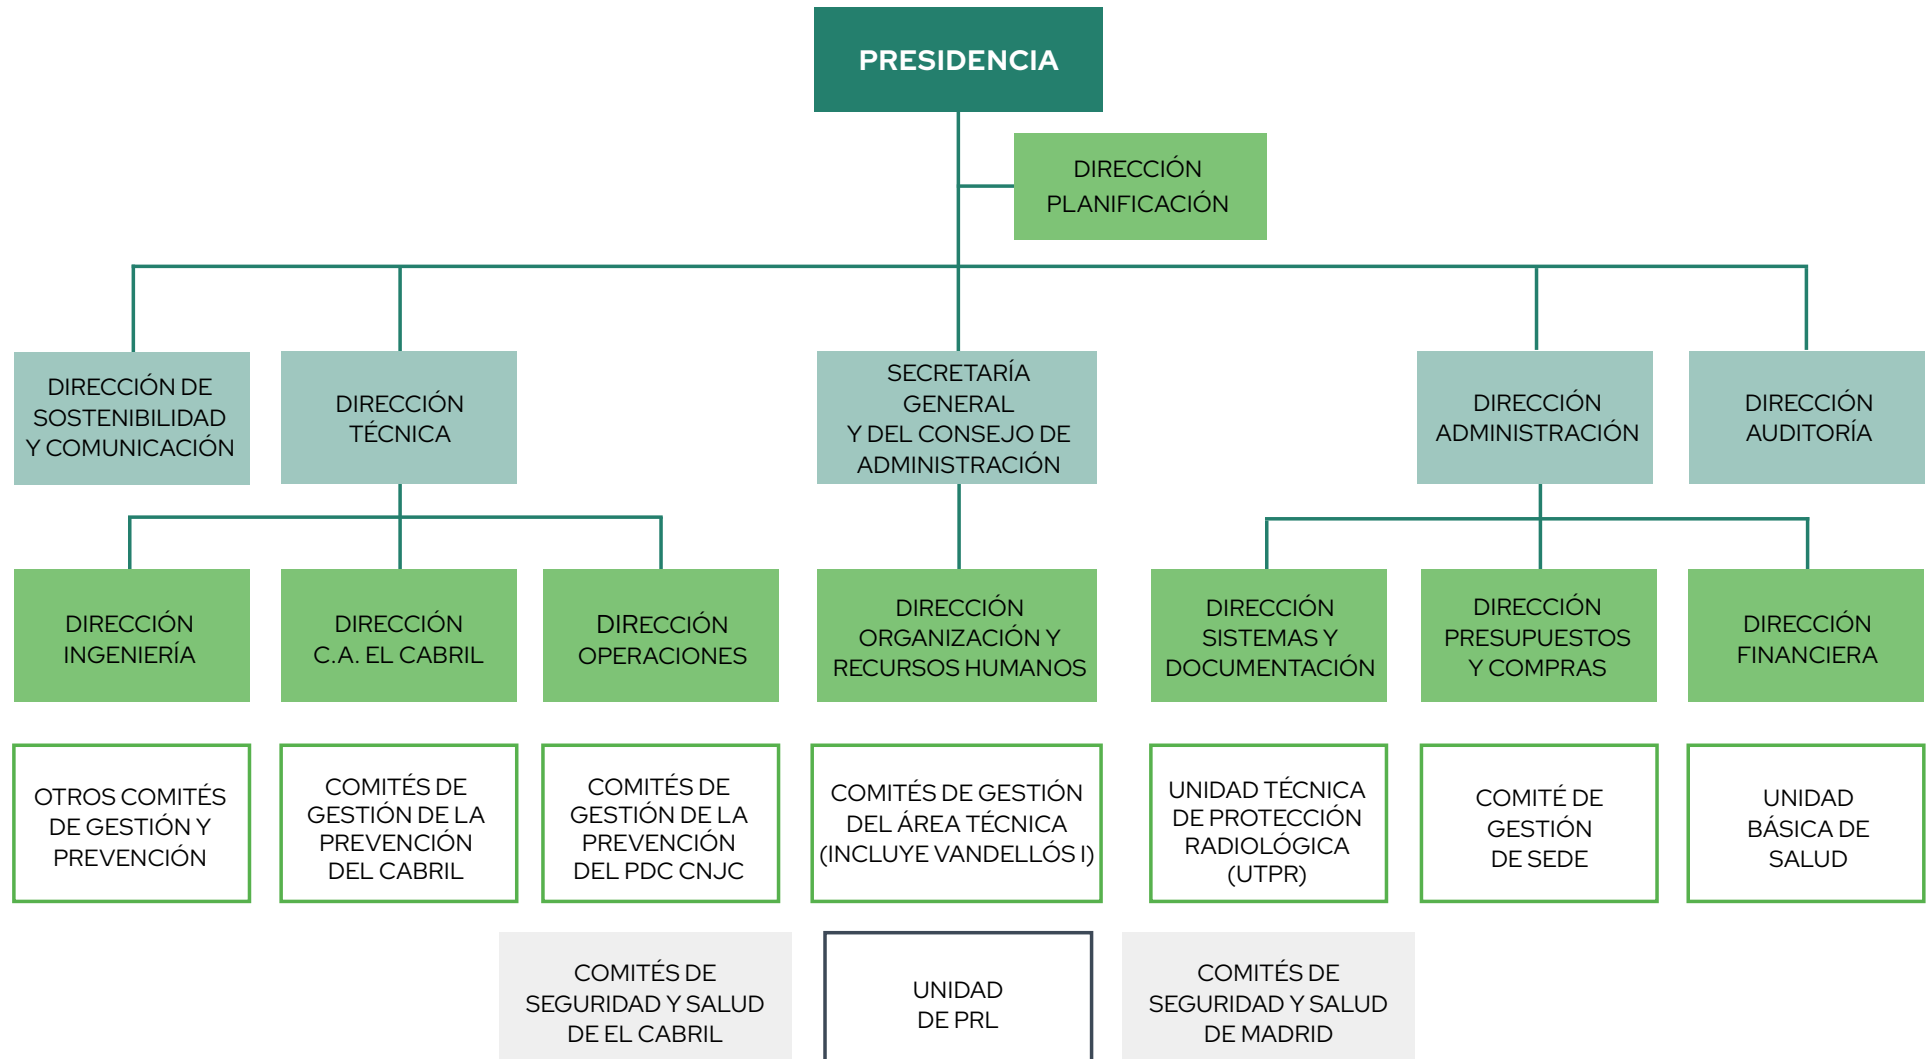 PRESIDENCIA
DIRECCIÓN
PLANIFICACIÓN
DIRECCIÓN DE
SOSTENIBILIDAD
Y COMUNICACIÓN
DIRECCIÓN
TÉCNICA
SECRETARÍA
GENERAL
Y DEL CONSEJO DE
ADMINISTRACIÓN
DIRECCIÓN
ADMINISTRACIÓN
DIRECCIÓN
AUDITORÍA
DIRECCIÓN
INGENIERÍA
DIRECCIÓN
C.A. EL CABRIL
DIRECCIÓN
OPERACIONES
DIRECCIÓN
ORGANIZACIÓN Y
RECURSOS HUMANOS
DIRECCIÓN
SISTEMAS Y
DOCUMENTACIÓN
DIRECCIÓN
PRESUPUESTOS
Y COMPRAS
DIRECCIÓN
FINANCIERA
OTROS COMITÉS
DE GESTIÓN Y
PREVENCIÓN
COMITÉS DE
GESTIÓN DE LA
PREVENCIÓN
DEL CABRIL
COMITÉS DE
GESTIÓN DE LA
PREVENCIÓN
DEL PDC CNJC
COMITÉS DE GESTIÓN
DEL ÁREA TÉCNICA
(INCLUYE VANDELLÓS I)
UNIDAD TÉCNICA
DE PROTECCIÓN
RADIOLÓGICA
(UTPR)
COMITÉ DE
GESTIÓN
DE SEDE
UNIDAD
BÁSICA DE
SALUD
COMITÉS DE
SEGURIDAD Y SALUD
DE EL CABRIL
UNIDAD
DE PRL
COMITÉS DE
SEGURIDAD Y SALUD
DE MADRID